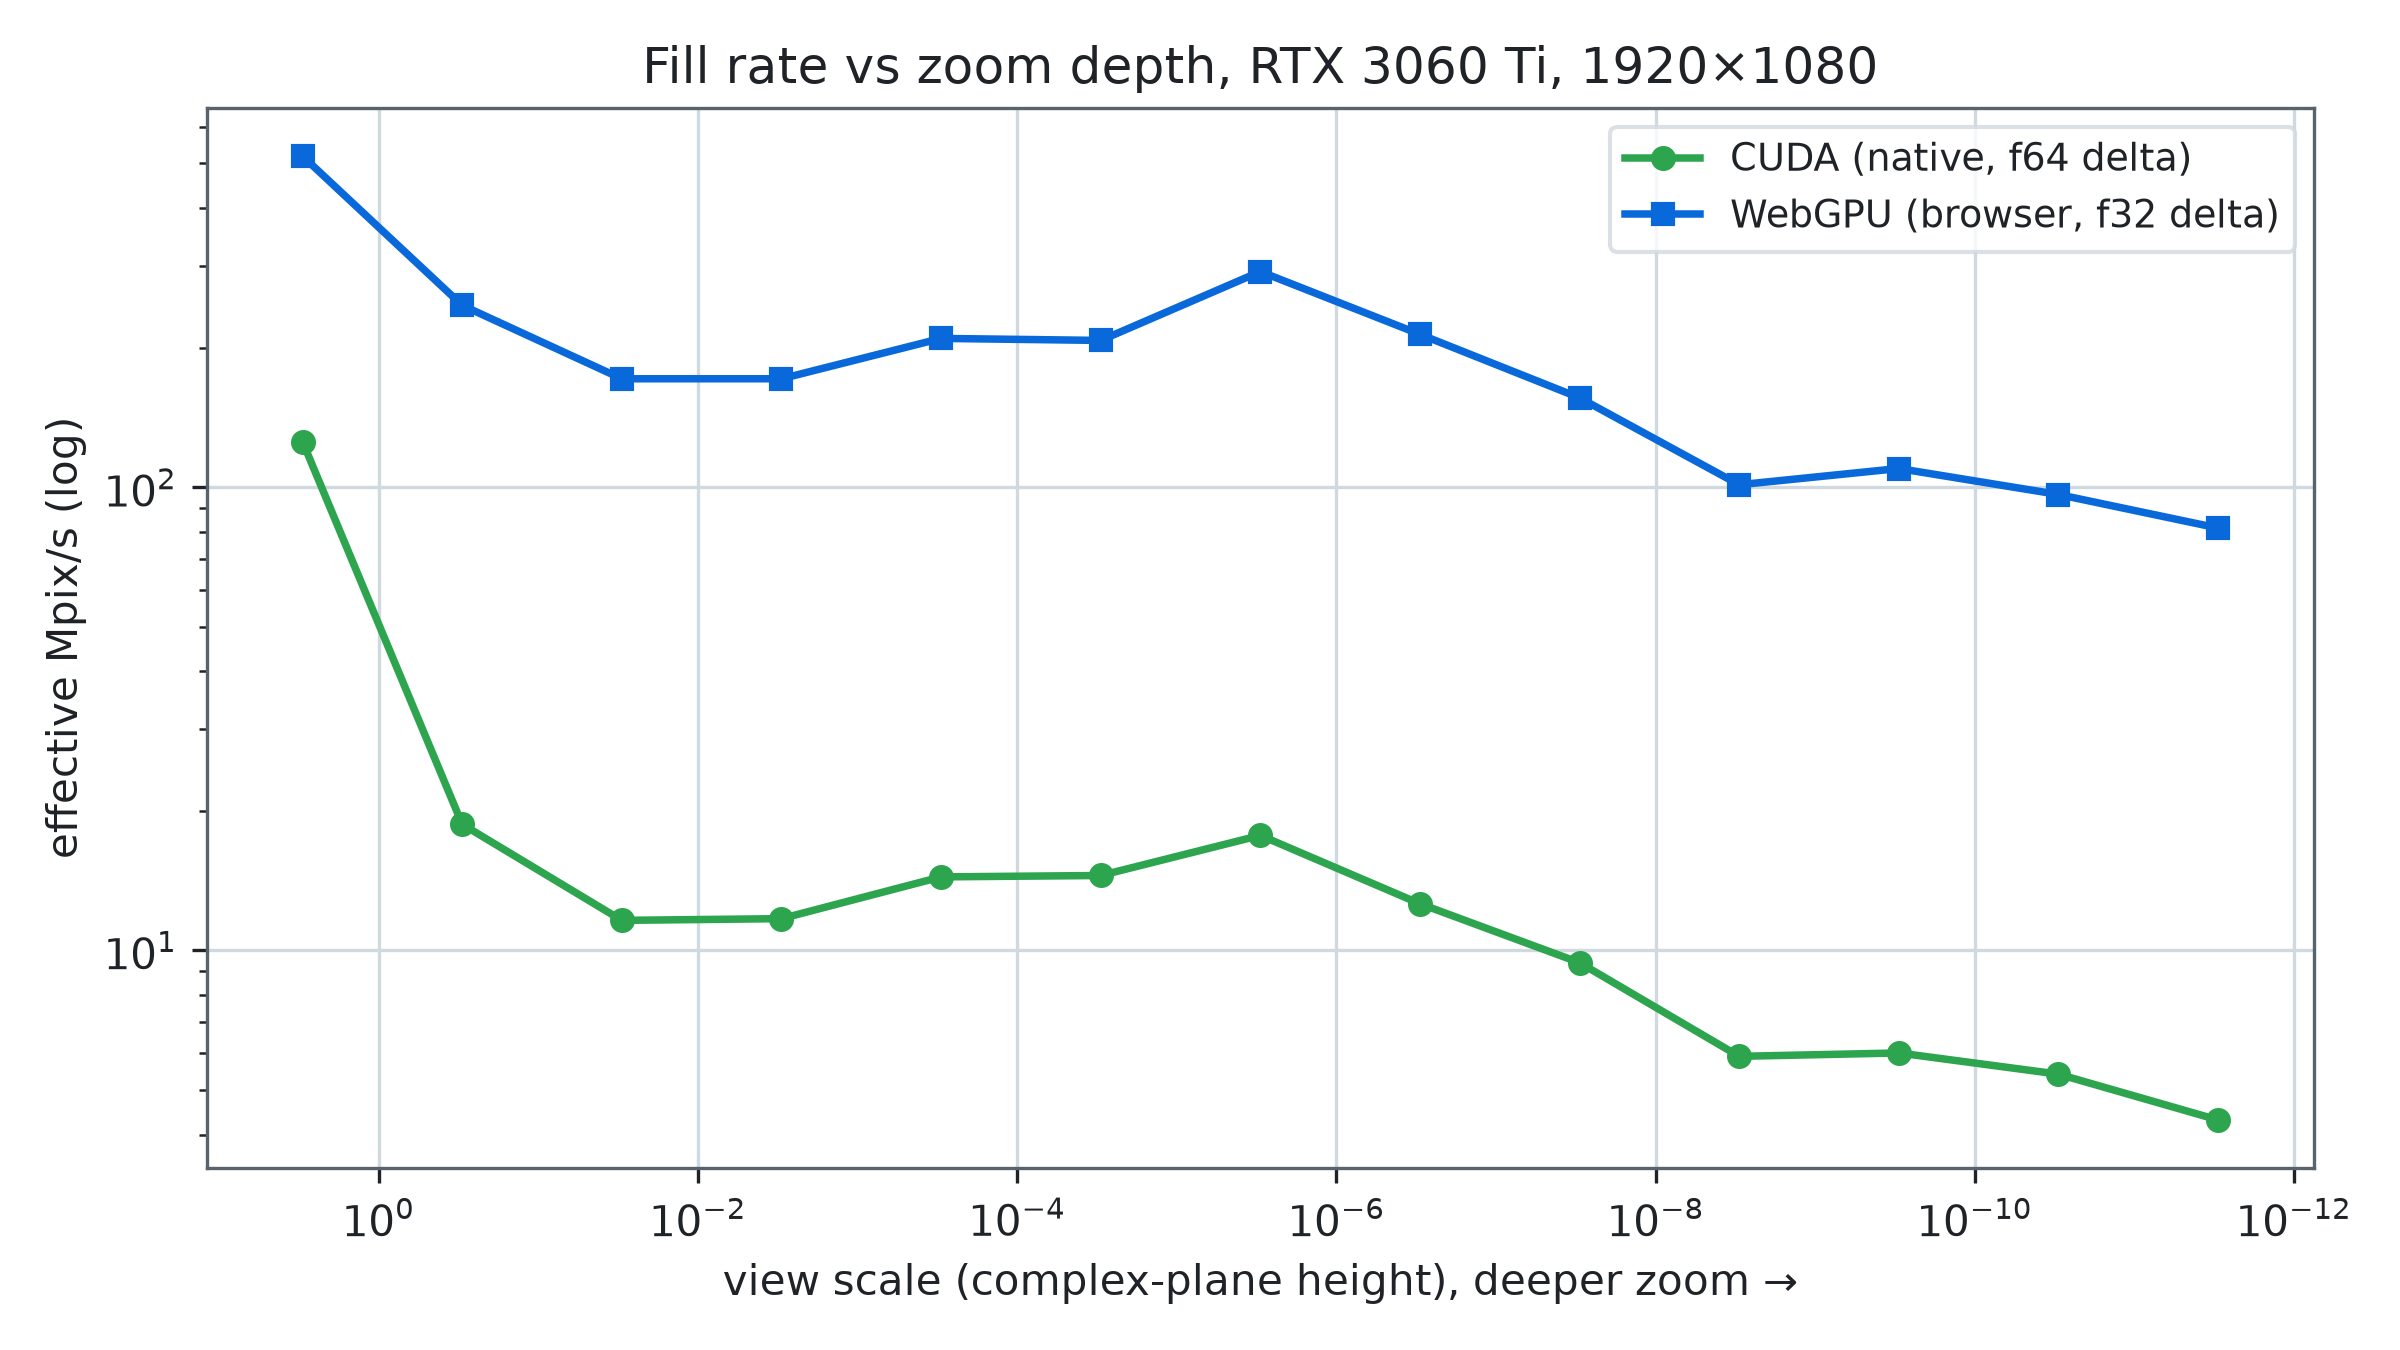 Fill rate vs zoom depth, RTX 3060 Ti, 1920×1080
CUDA (native, f64 delta)
WebGPU (browser, f32 delta)
effective Mpix/s (log)
10²
10¹
10⁰ 10⁻² 10⁻⁴ 10⁻⁶ 10⁻⁸ 10⁻¹⁰ 10⁻¹²
view scale (complex-plane height), deeper zoom →